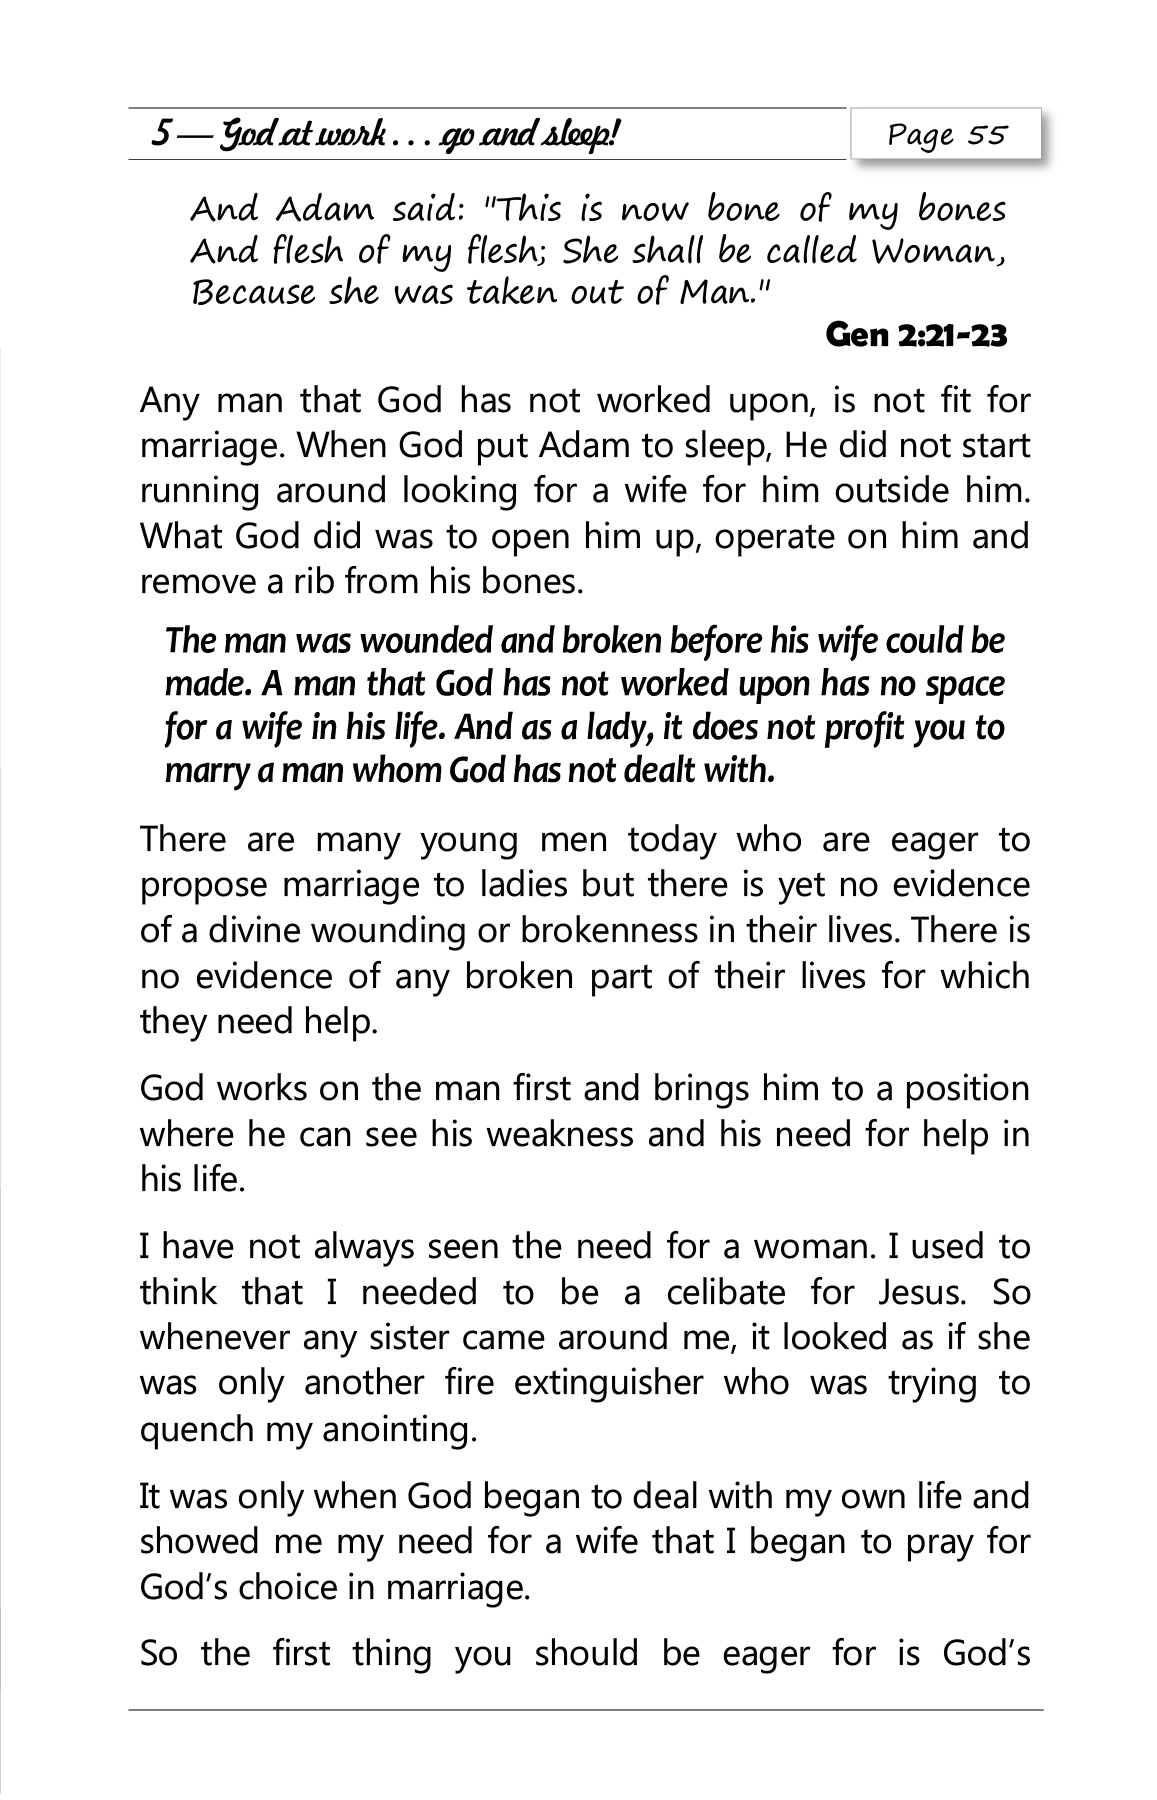 5 — God at work . . . go and sleep!
Page 55
And Adam said: "This is now bone of my bones
And flesh of my flesh; She shall be called Woman,
Because she was taken out of Man."
Gen 2:21-23
Any man that God has not worked upon, is not fit for
marriage. When God put Adam to sleep, He did not start
running around looking for a wife for him outside him.
What God did was to open him up, operate on him and
remove a rib from his bones.
The man was wounded and broken before his wife could be
made. A man that God has not worked upon has no space
for a wife in his life. And as a lady, it does not profit you to
marry a man whom God has not dealt with.
There are many young men today who are eager to
propose marriage to ladies but there is yet no evidence
of a divine wounding or brokenness in their lives. There is
no evidence of any broken part of their lives for which
they need help.
God works on the man first and brings him to a position
where he can see his weakness and his need for help in
his life.
I have not always seen the need for a woman. I used to
think that I needed to be a celibate for Jesus. So
whenever any sister came around me, it looked as if she
was only another fire extinguisher who was trying to
quench my anointing.
It was only when God began to deal with my own life and
showed me my need for a wife that I began to pray for
God’s choice in marriage.
So the first thing you should be eager for is God’s